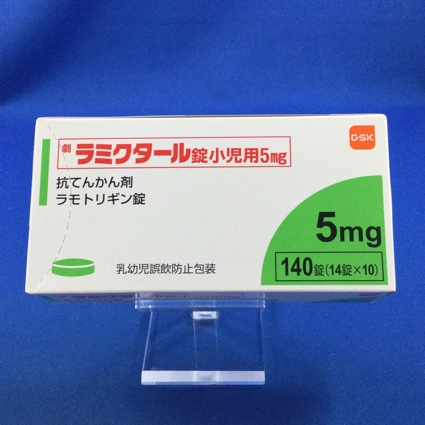 GSK
劇 ラミクタール錠小児用5mg
抗てんかん剤
ラモトリギン錠
5mg
乳幼児誤飲防止包装
140錠(14錠×10)